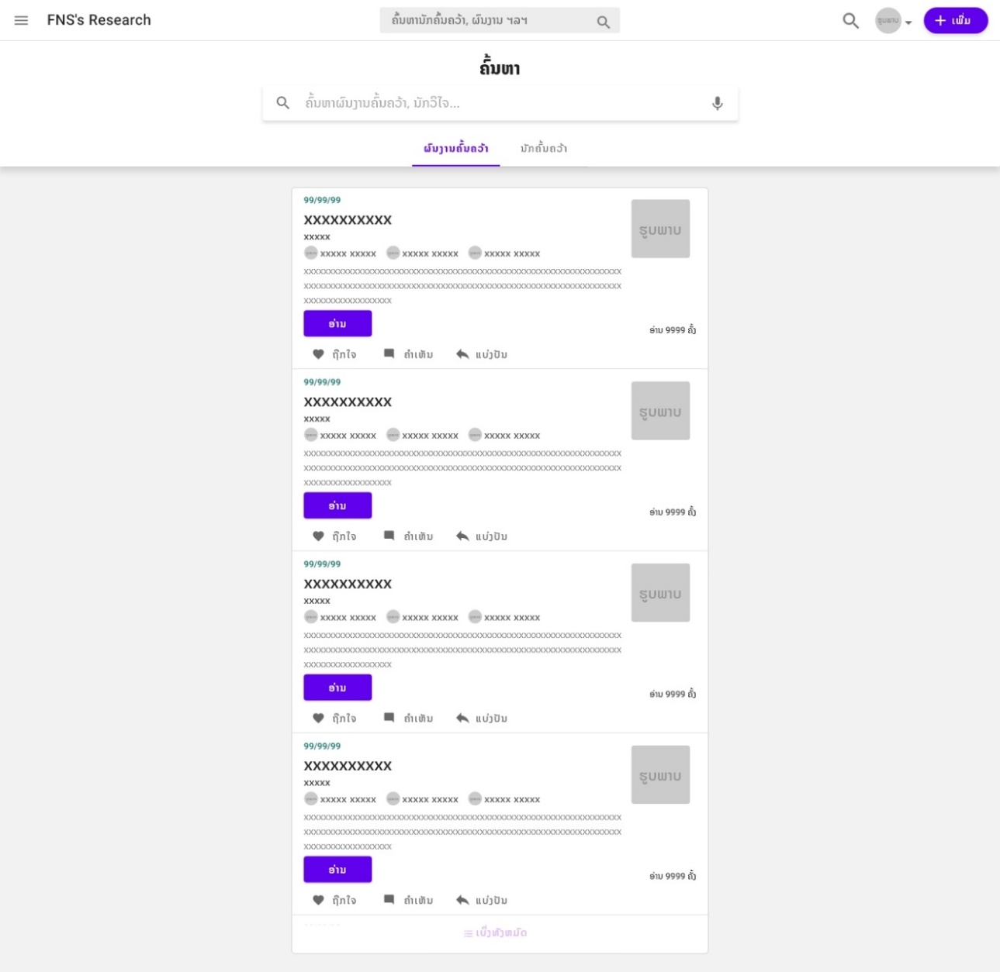 FNS's Research
ຄົ້ນຫານັກຄົ້ນຄວ້າ, ຜົນງານ ຯລຯ
ຮູບພາບ
ເພີ່ມ
ຄົ້ນຫາ
ຄົ້ນຫາຜົນງານຄົ້ນຄວ້າ, ນັກວິໄຈ...
ຜົນງານຄົ້ນຄວ້າ ນັກຄົ້ນຄວ້າ
99/99/99
XXXXXXXXXX
ຮູບພາບ
xxxxx
xxxxx xxxxx xxxxx xxxxx xxxxx xxxxx
ອ່ານ
ອ່ານ 9999 ຄັ້ງ
ຖືກໃຈ ຄຳເຫັນ ແບ່ງປັນ
99/99/99
XXXXXXXXXX
ຮູບພາບ
xxxxx
xxxxx xxxxx xxxxx xxxxx xxxxx xxxxx
ອ່ານ
ອ່ານ 9999 ຄັ້ງ
ຖືກໃຈ ຄຳເຫັນ ແບ່ງປັນ
99/99/99
XXXXXXXXXX
ຮູບພາບ
xxxxx
xxxxx xxxxx xxxxx xxxxx xxxxx xxxxx
ອ່ານ
ອ່ານ 9999 ຄັ້ງ
ຖືກໃຈ ຄຳເຫັນ ແບ່ງປັນ
99/99/99
XXXXXXXXXX
ຮູບພາບ
xxxxx
xxxxx xxxxx xxxxx xxxxx xxxxx xxxxx
ອ່ານ
ອ່ານ 9999 ຄັ້ງ
ຖືກໃຈ ຄຳເຫັນ ແບ່ງປັນ
ເບິ່ງທັງຫມົດ